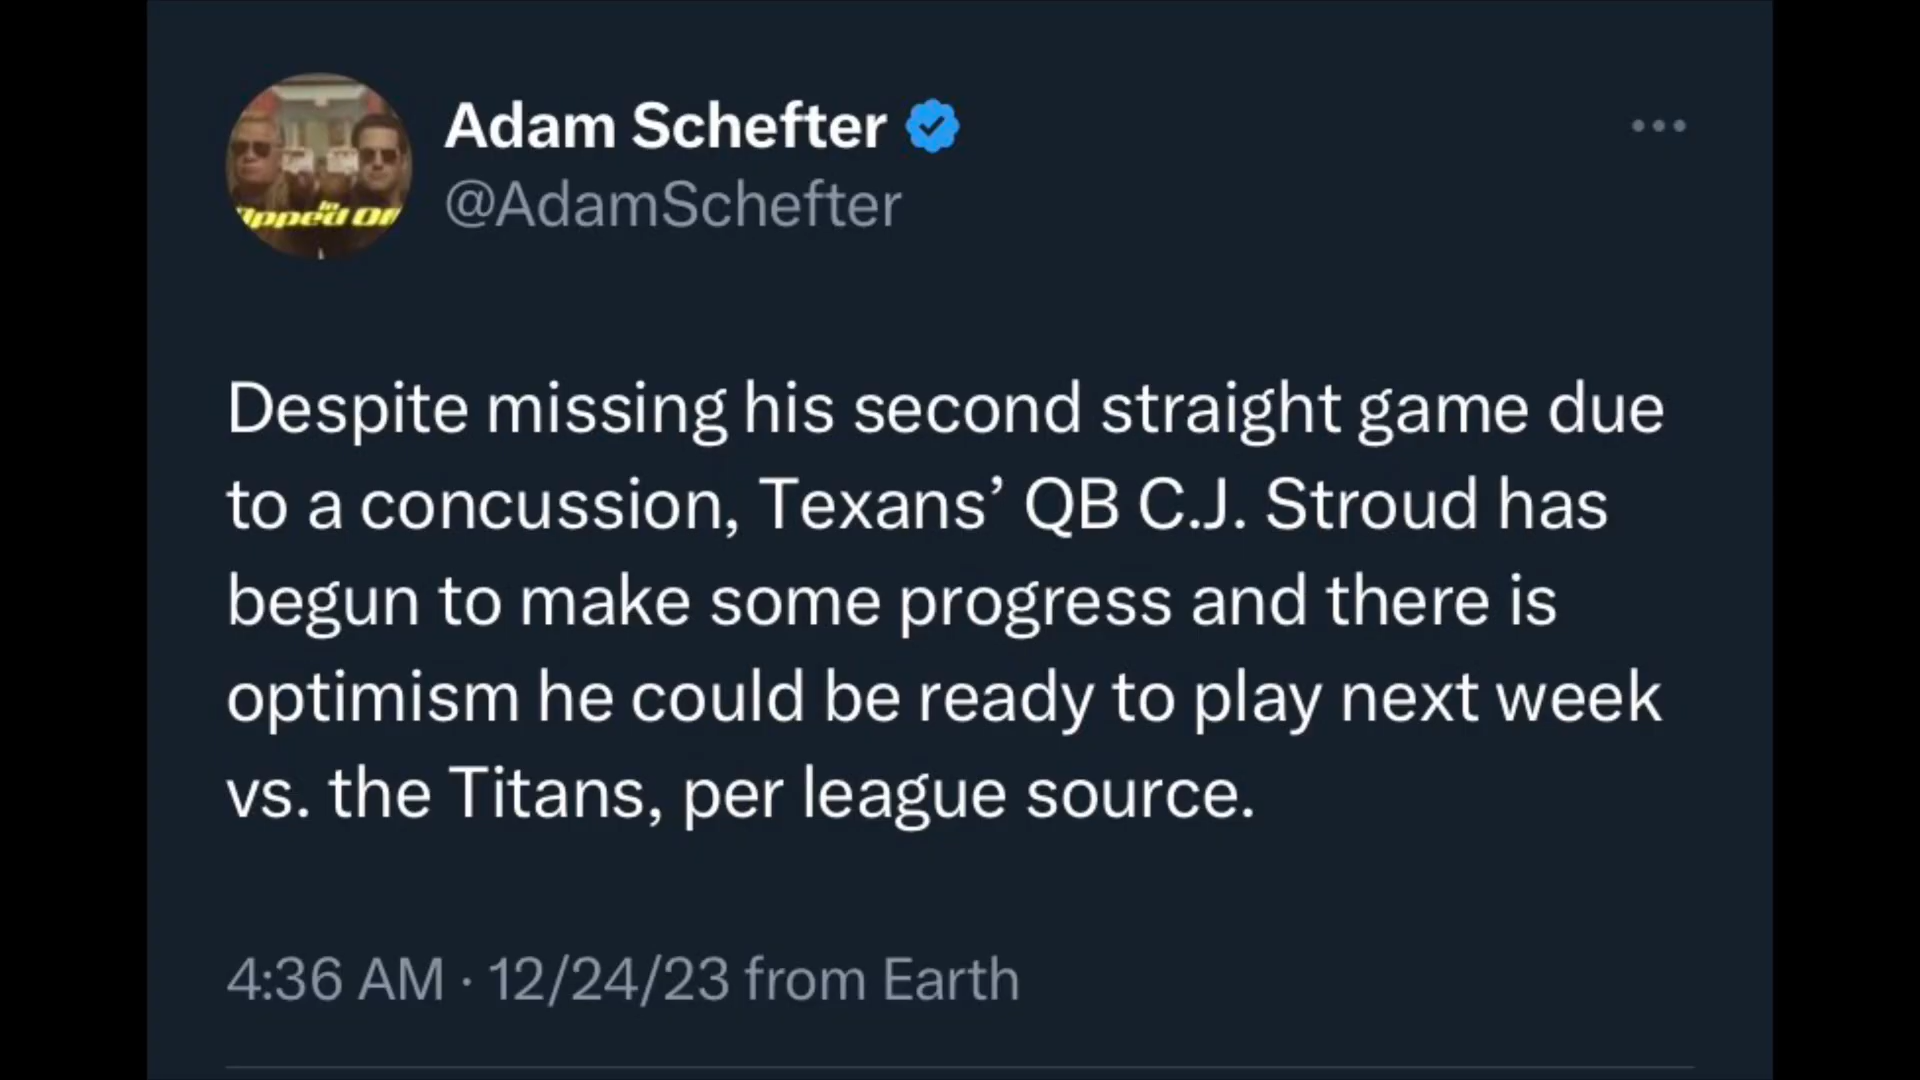 Adam Schefter
@AdamSchefter
in
Despite missing his second straight game due
to a concussion, Texans’ QB C.J. Stroud has
begun to make some progress and there is
optimism he could be ready to play next week
vs. the Titans, per league source.
4:36 AM · 12/24/23 from Earth